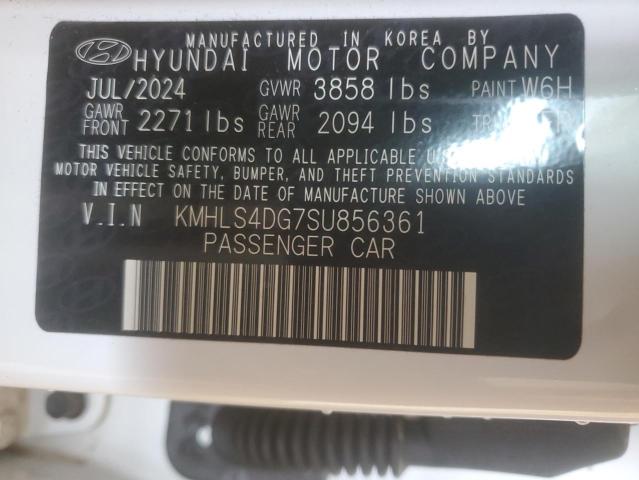 MANUFACTURED IN KOREA BY
HYUNDAI MOTOR COMPANY
JUL/2024 GVWR 3858 lbs PAINT W6H
GAWR FRONT 2271 lbs GAWR REAR 2094 lbs
THIS VEHICLE CONFORMS TO ALL APPLICABLE
MOTOR VEHICLE SAFETY, BUMPER, AND THEFT PREVENTION STANDARDS
IN EFFECT ON THE DATE OF MANUFACTURE SHOWN ABOVE
V.I.N KMHLS4DG7SU856361
PASSENGER CAR